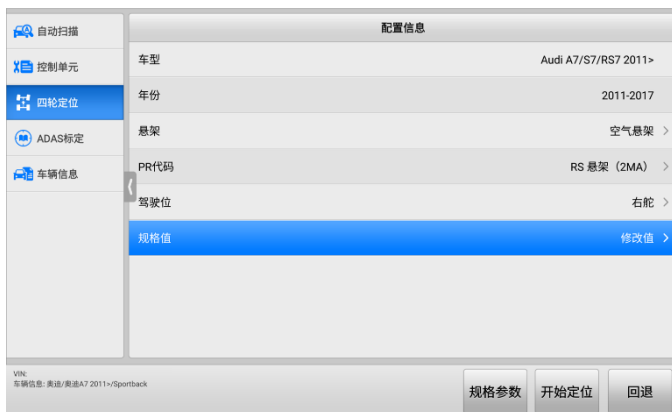 自动扫描
控制单元
四轮定位
ADAS标定
车辆信息
配置信息
车型 Audi A7/S7/RS7 2011>
年份 2011-2017
悬架 空气悬架
PR代码 RS 悬架（2MA）
驾驶位 右舵
规格值 修改值
VIN:
车辆信息: 奥迪/奥迪A7 2011>/Sportback
规格参数 开始定位 回退